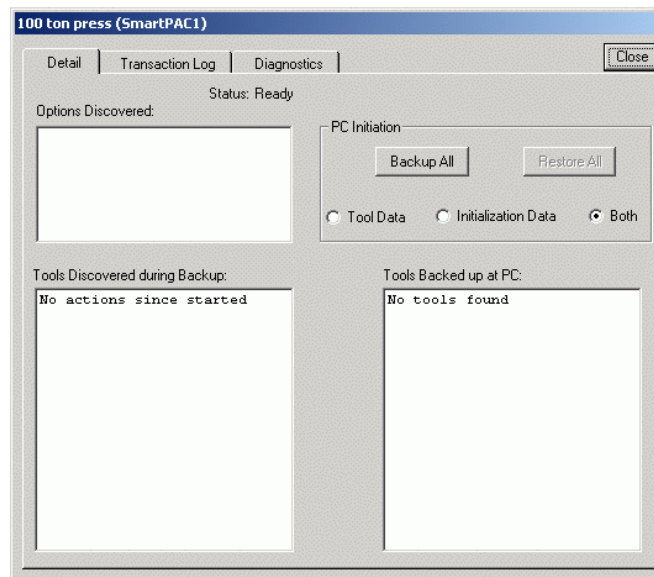 100 ton press (SmartPAC1)
Detail
Transaction Log
Diagnostics
Close
Status: Ready
Options Discovered:
PC Initiation
Backup All
Restore All
Tool Data
Initialization Data
Both
Tools Discovered during Backup:
Tools Backed up at PC:
No actions since started
No tools found